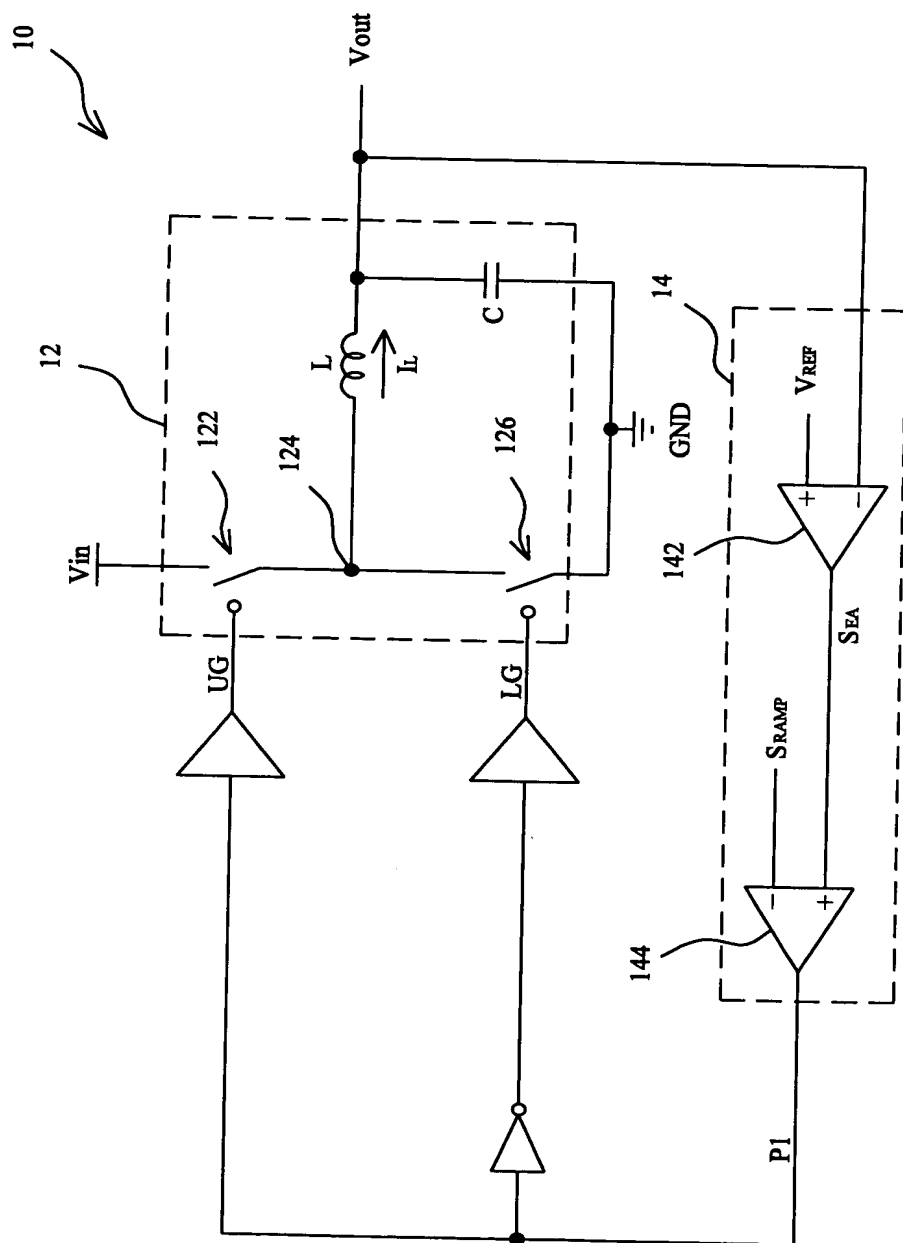 10
Vout
12
Vin
122
124
L
IL
C
126
GND
UG
LG
14
VREF
+
-
142
SEA
SRAMP
-
+
144
P1